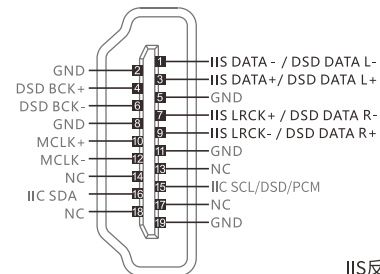 1 IIS DATA - / DSD DATA L-
GND 2
3 IIS DATA+/ DSD DATA L+
DSD BCK+ 4
5 GND
DSD BCK- 6
7 IIS LRCK+ / DSD DATA R-
GND 8
9 IIS LRCK- / DSD DATA R+
MCLK+ 10
11 GND
MCLK- 12
13 NC
NC 14
15 IIC SCL/DSD/PCM
IIC SDA 16
17 NC
NC 18
19 GND
IIS反